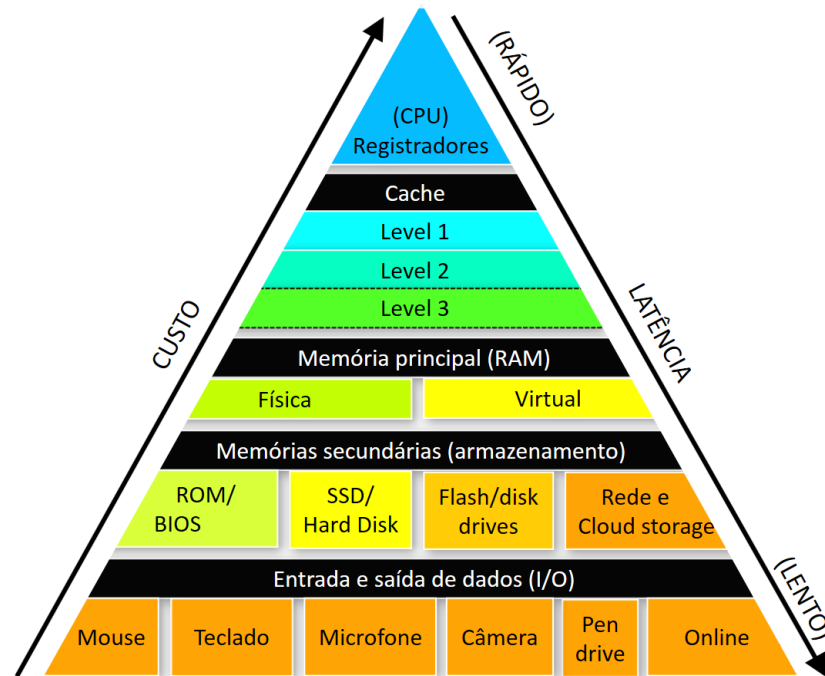 (CPU)
Registradores
Cache
Level 1
Level 2
Level 3
Memória principal (RAM)
Física
Virtual
Memórias secundárias (armazenamento)
ROM/
BIOS
SSD/
Hard Disk
Flash/disk
drives
Rede e
Cloud storage
Entrada e saída de dados (I/O)
Mouse
Teclado
Microfone
Câmera
Pen
drive
Online
CUSTO
(RÁPIDO)
LATÊNCIA
(LENTO)